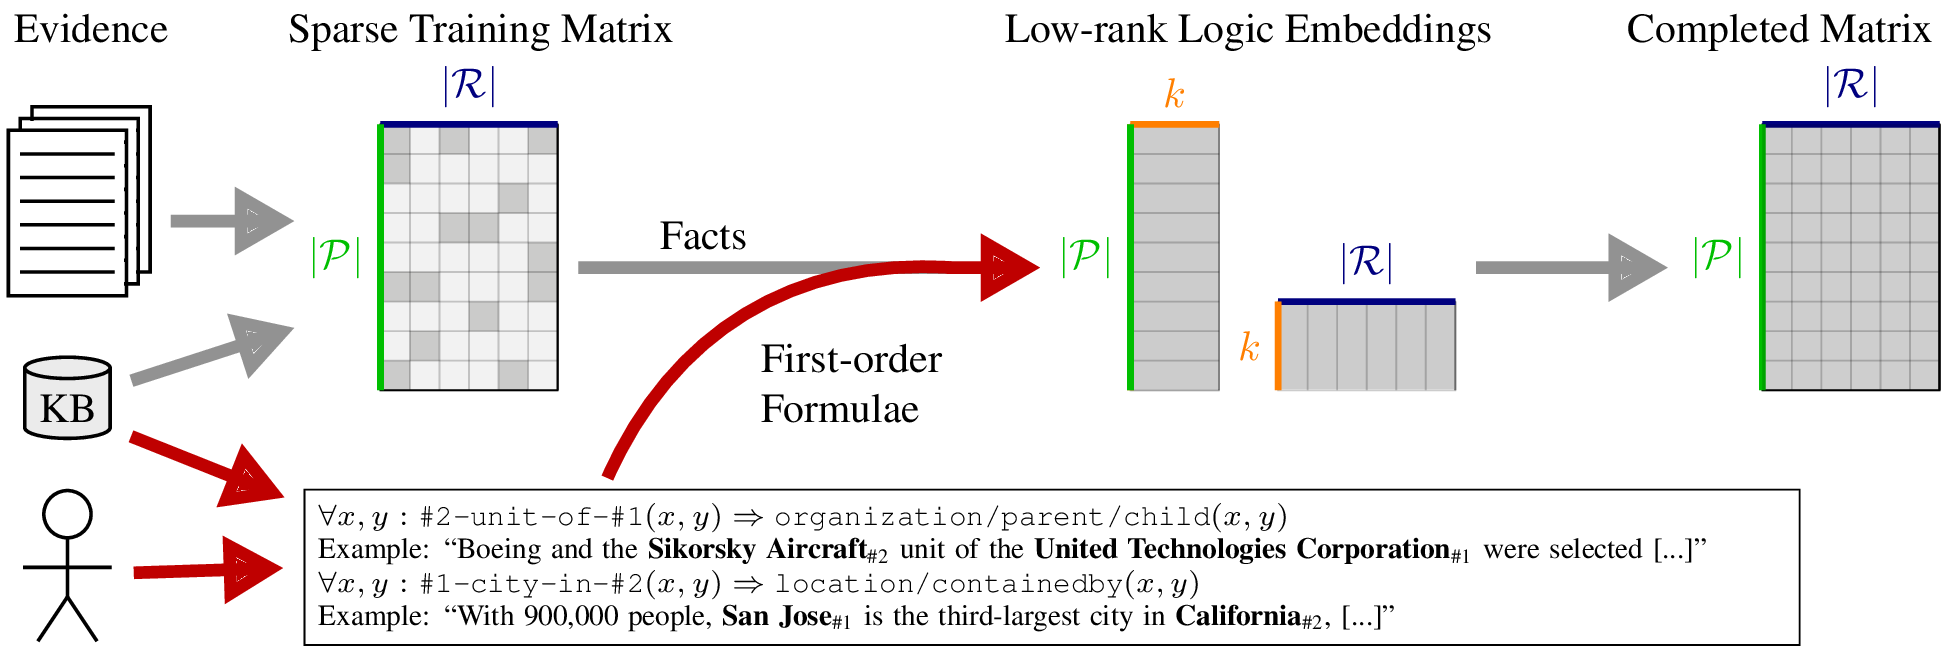 Evidence
Sparse Training Matrix
Low-rank Logic Embeddings
Completed Matrix
|R|
k
|R|
|P|
Facts
|P|
|R|
k
|P|
KB
First-order
Formulae
∀x, y : #2-unit-of-#1(x, y) ⇒ organization/parent/child(x, y)
Example: “Boeing and the Sikorsky Aircraft#2 unit of the United Technologies Corporation#1 were selected [...]”
∀x, y : #1-city-in-#2(x, y) ⇒ location/containedby(x, y)
Example: “With 900,000 people, San Jose#1 is the third-largest city in California#2, [...]”